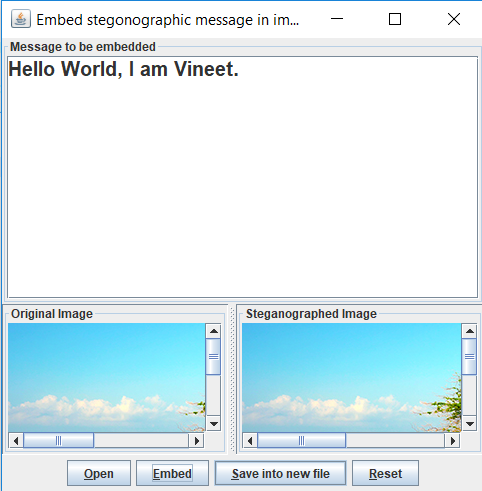 Embed stegonographic message in im...
Message to be embedded
Hello World, I am Vineet.
Original Image
Steganographed Image
Open
Embed
Save into new file
Reset